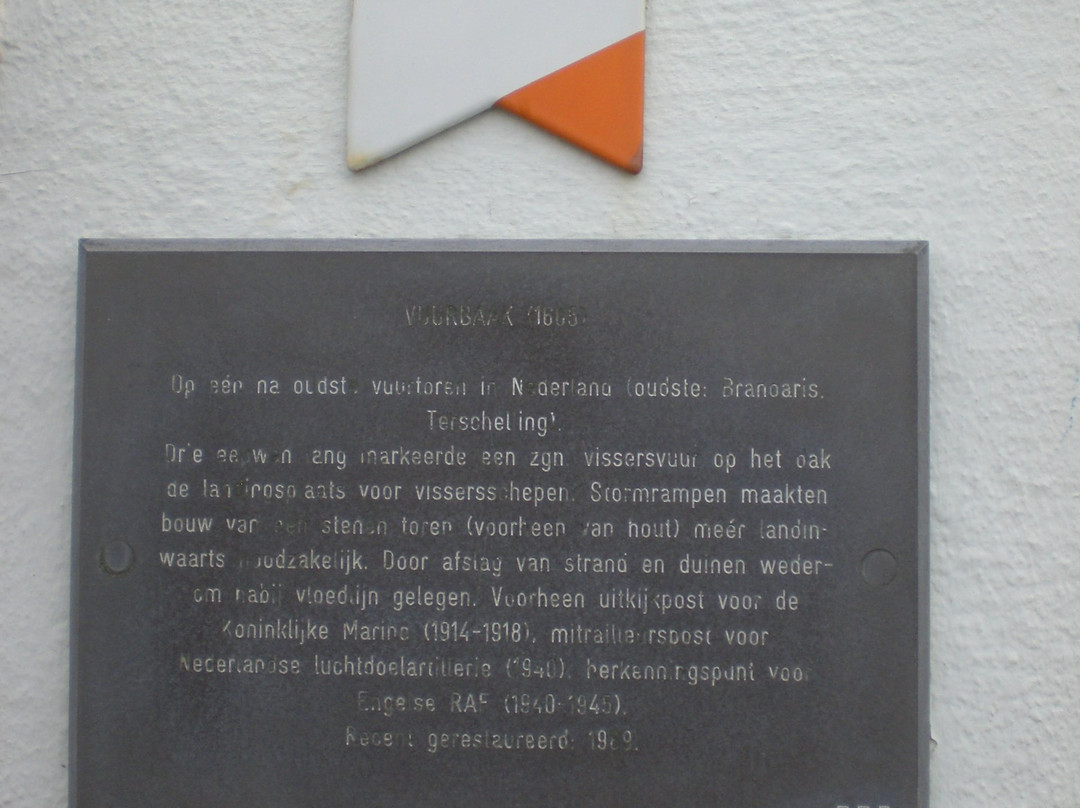 VUURBAAK (1605)
Op één na oudste vuurtoren in Nederland (oudste: Brandaris,
Terschelling).
Drie eeuwen lang markeerde een zgn. vissersvuur op het dak
de landingsplaats voor vissersschepen. Stormrampen maakten
bouw van een stenen toren (voorheen van hout) meér landin-
waarts noodzakelijk. Door afslag van strand en duinen weder-
om nabij vloedlijn gelegen. Voorheen uitkijkpost voor de
Koninklijke Marine (1914-1918), mitrailleurspost voor
Nederlandse luchtdoelartillerie (1940), herkenningspunt voor
Engelse RAF (1940-1945).
Recent gerestaureerd: